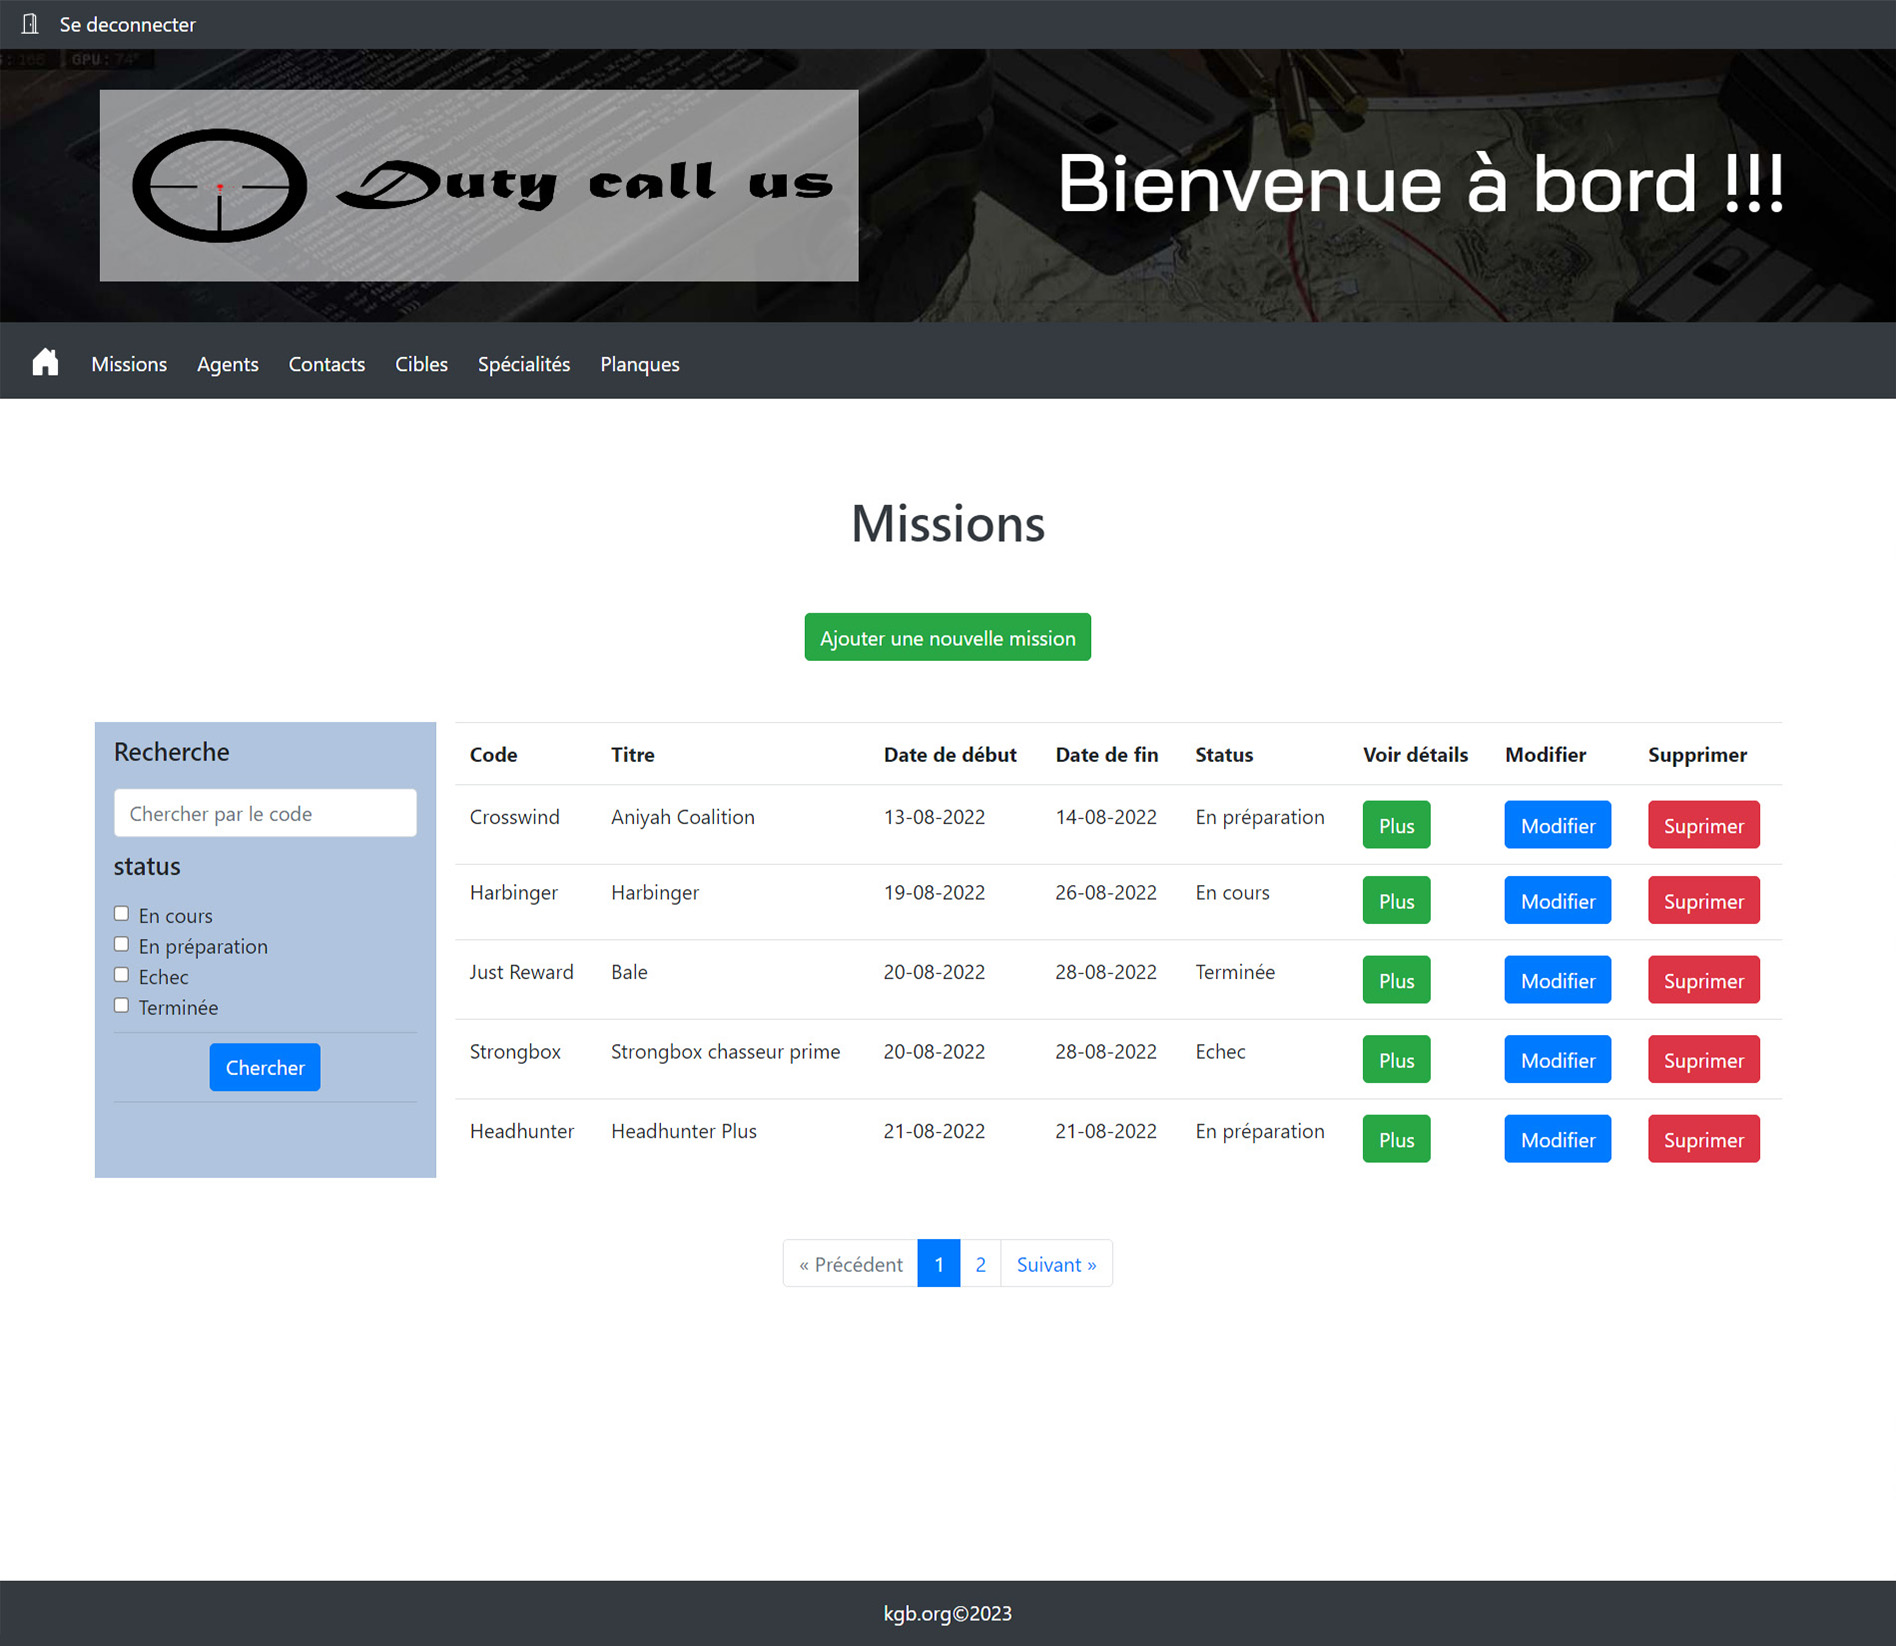 Se deconnecter
GPU: 74°
Duty call us
Bienvenue à bord !!!
Missions Agents Contacts Cibles Spécialités Planques
Missions
Ajouter une nouvelle mission
Recherche
Chercher par le code
status
En cours
En préparation
Echec
Terminée
Chercher
Code Titre Date de début Date de fin Status Voir détails Modifier Supprimer
Crosswind Aniyah Coalition 13-08-2022 14-08-2022 En préparation Plus Modifier Suprimer
Harbinger Harbinger 19-08-2022 26-08-2022 En cours Plus Modifier Suprimer
Just Reward Bale 20-08-2022 28-08-2022 Terminée Plus Modifier Suprimer
Strongbox Strongbox chasseur prime 20-08-2022 28-08-2022 Echec Plus Modifier Suprimer
Headhunter Headhunter Plus 21-08-2022 21-08-2022 En préparation Plus Modifier Suprimer
« Précédent 1 2 Suivant »
kgb.org©2023